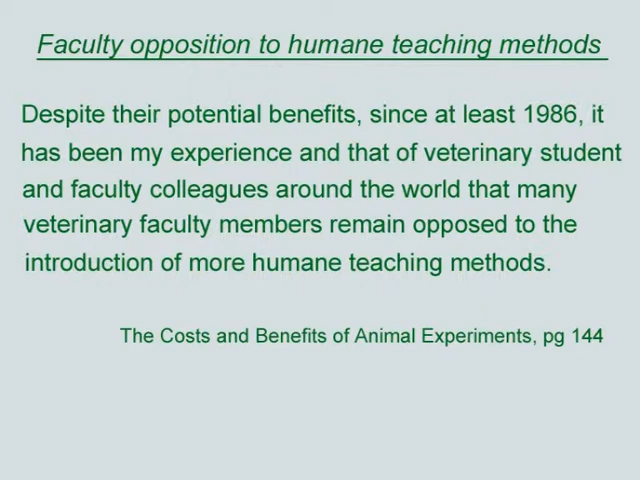 Faculty opposition to humane teaching methods
Despite their potential benefits, since at least 1986, it
has been my experience and that of veterinary student
and faculty colleagues around the world that many
veterinary faculty members remain opposed to the
introduction of more humane teaching methods.
The Costs and Benefits of Animal Experiments, pg 144